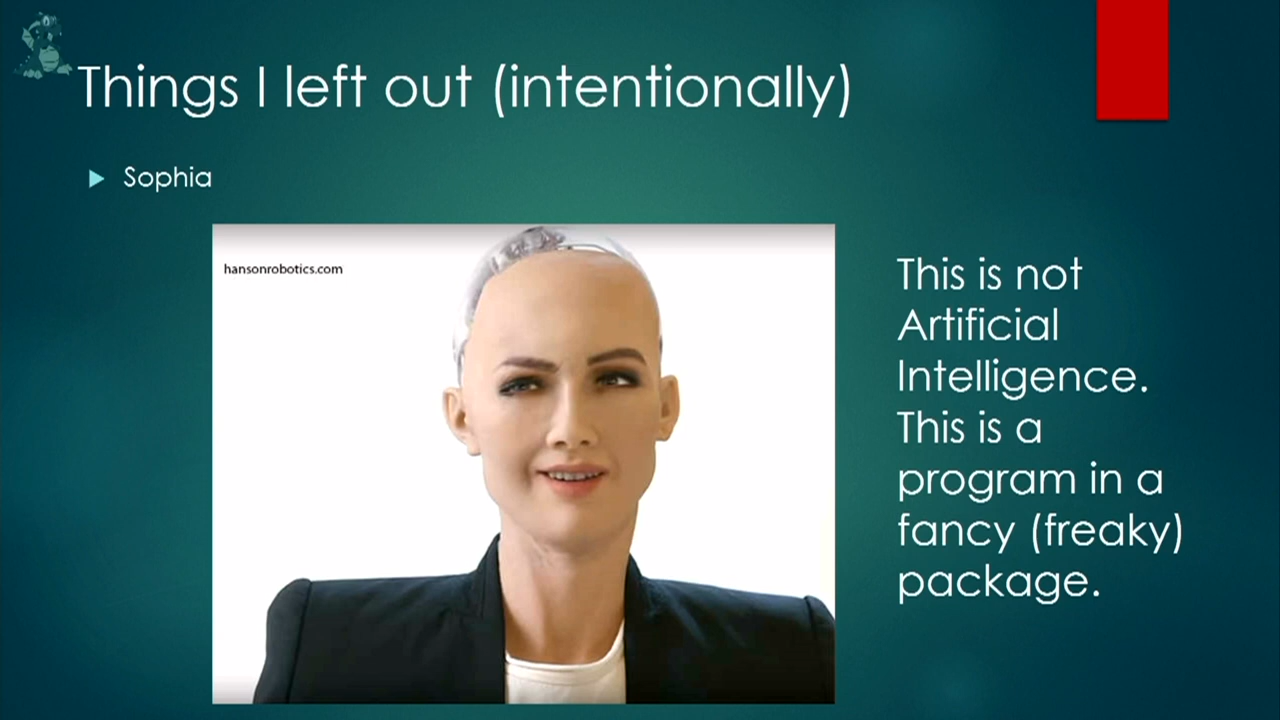 Things I left out (intentionally)
Sophia
hansonrobotics.com
This is not
Artificial
Intelligence.
This is a
program in a
fancy (freaky)
package.